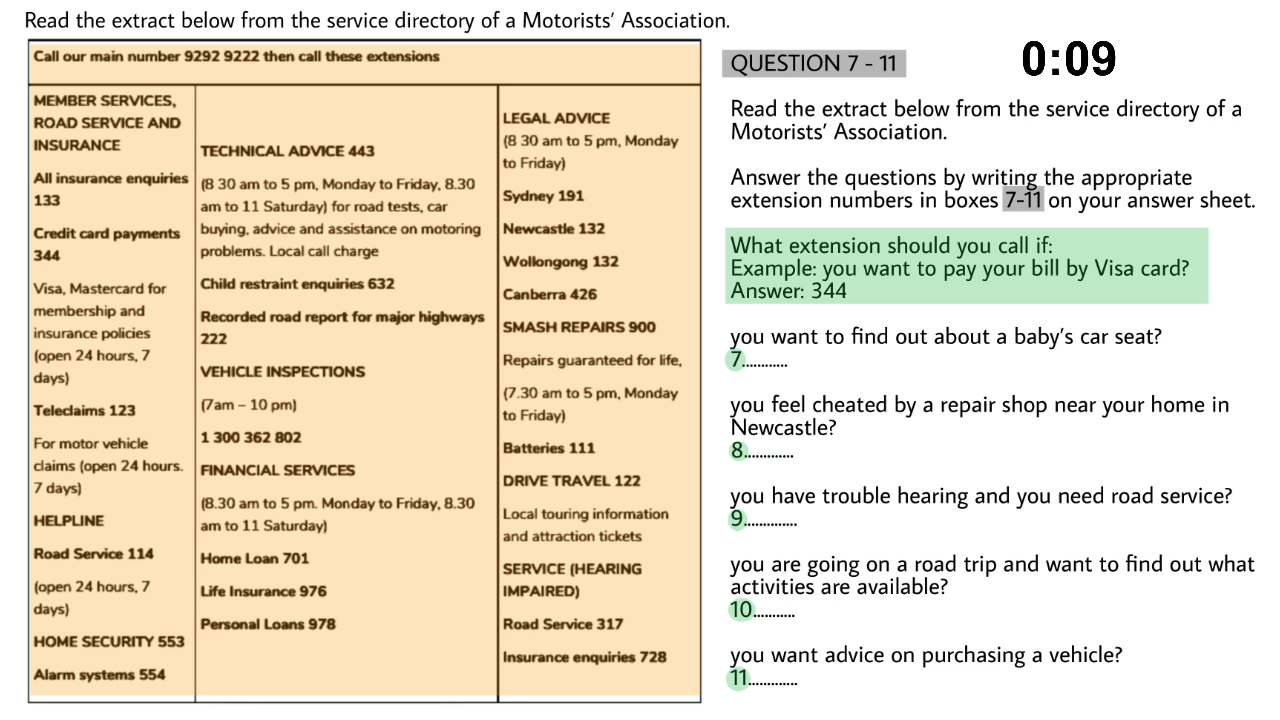 Read the extract below from the service directory of a Motorists' Association.
Call our main number 9292 9222 then call these extensions
MEMBER SERVICES,
ROAD SERVICE AND
INSURANCE
All insurance enquiries
133
Credit card payments
344
Visa, Mastercard for
membership and
insurance policies
(open 24 hours, 7
days)
Teleclaims 123
For motor vehicle
claims (open 24 hours.
7 days)
HELPLINE
Road Service 114
(open 24 hours, 7
days)
HOME SECURITY 553
Alarm systems 554
TECHNICAL ADVICE 443
(8 30 am to 5 pm, Monday to Friday, 8.30
am to 11 Saturday) for road tests, car
buying, advice and assistance on motoring
problems. Local call charge
Child restraint enquiries 632
Recorded road report for major highways
222
VEHICLE INSPECTIONS
(7am – 10 pm)
1 300 362 802
FINANCIAL SERVICES
(8.30 am to 5 pm. Monday to Friday, 8.30
am to 11 Saturday)
Home Loan 701
Life Insurance 976
Personal Loans 978
LEGAL ADVICE
(8 30 am to 5 pm, Monday
to Friday)
Sydney 191
Newcastle 132
Wollongong 132
Canberra 426
SMASH REPAIRS 900
Repairs guaranteed for life,
(7.30 am to 5 pm, Monday
to Friday)
Batteries 111
DRIVE TRAVEL 122
Local touring information
and attraction tickets
SERVICE (HEARING
IMPAIRED)
Road Service 317
Insurance enquiries 728
QUESTION 7 - 11
0:09
Read the extract below from the service directory of a
Motorists' Association.
Answer the questions by writing the appropriate
extension numbers in boxes 7-11 on your answer sheet.
What extension should you call if:
Example: you want to pay your bill by Visa card?
Answer: 344
you want to find out about a baby's car seat?
7............
you feel cheated by a repair shop near your home in
Newcastle?
8.............
you have trouble hearing and you need road service?
9..............
you are going on a road trip and want to find out what
activities are available?
10...........
you want advice on purchasing a vehicle?
11.............